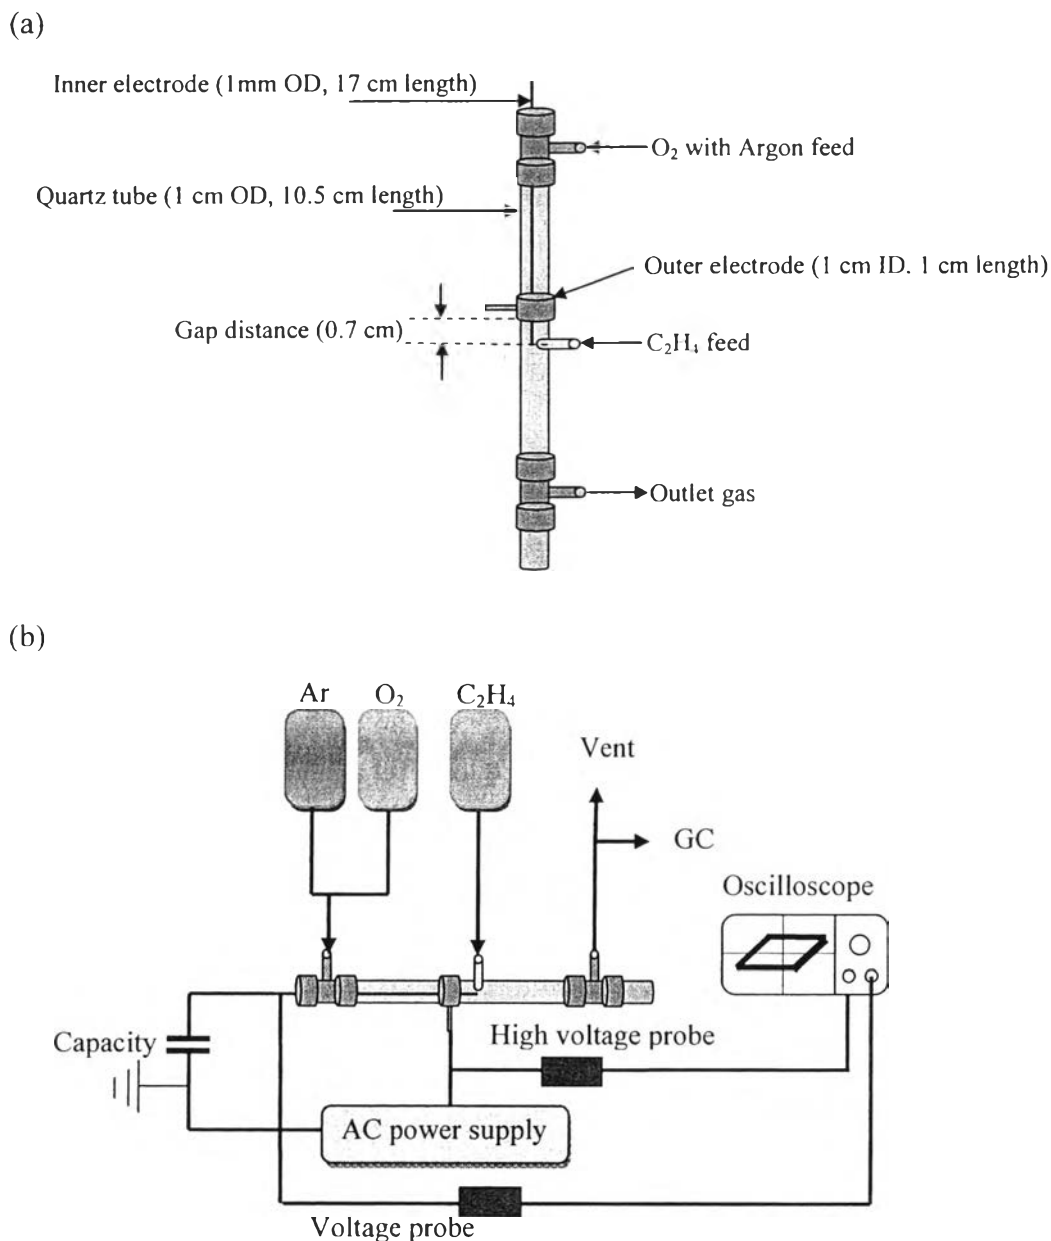 (a)
Inner electrode (1mm OD, 17 cm length)
O₂ with Argon feed
Quartz tube (1 cm OD, 10.5 cm length)
Outer electrode (1 cm ID. 1 cm length)
Gap distance (0.7 cm)
C₂H₄ feed
Outlet gas
(b)
Ar O₂ C₂H₄
Vent
GC
Oscilloscope
High voltage probe
Capacity
AC power supply
Voltage probe